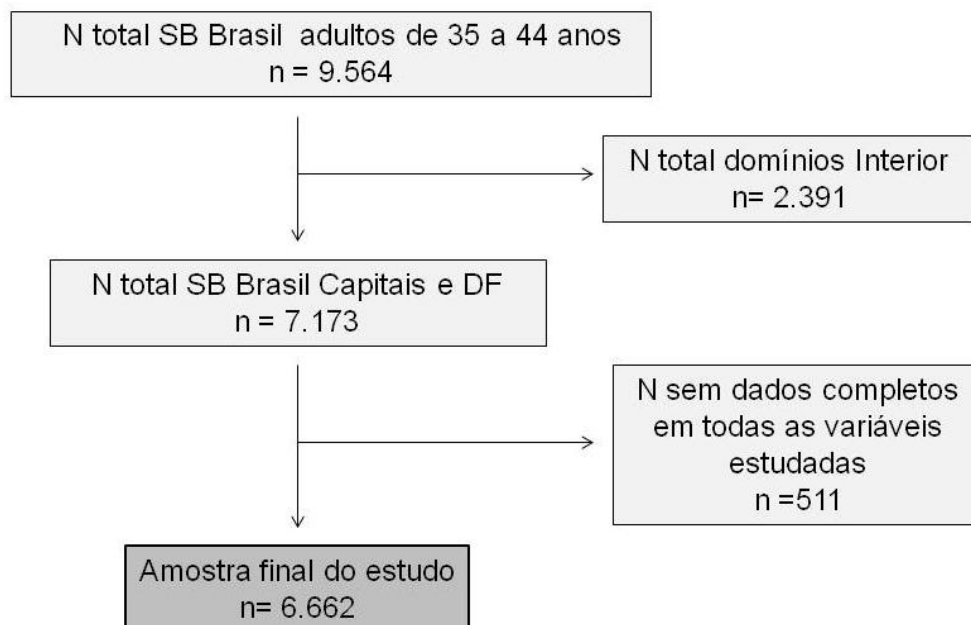 N total SB Brasil adultos de 35 a 44 anos
n = 9.564
N total domínios Interior
n= 2.391
N total SB Brasil Capitais e DF
n = 7.173
N sem dados completos
em todas as variáveis
estudadas
n =511
Amostra final do estudo
n= 6.662